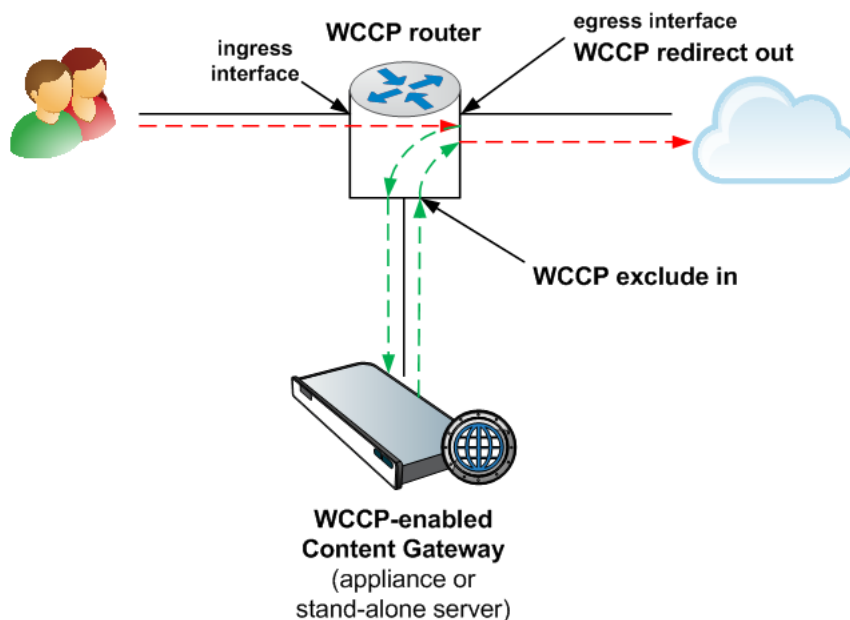 WCCP router
ingress
interface
egress interface
WCCP redirect out
WCCP exclude in
WCCP-enabled
Content Gateway
(appliance or
stand-alone server)